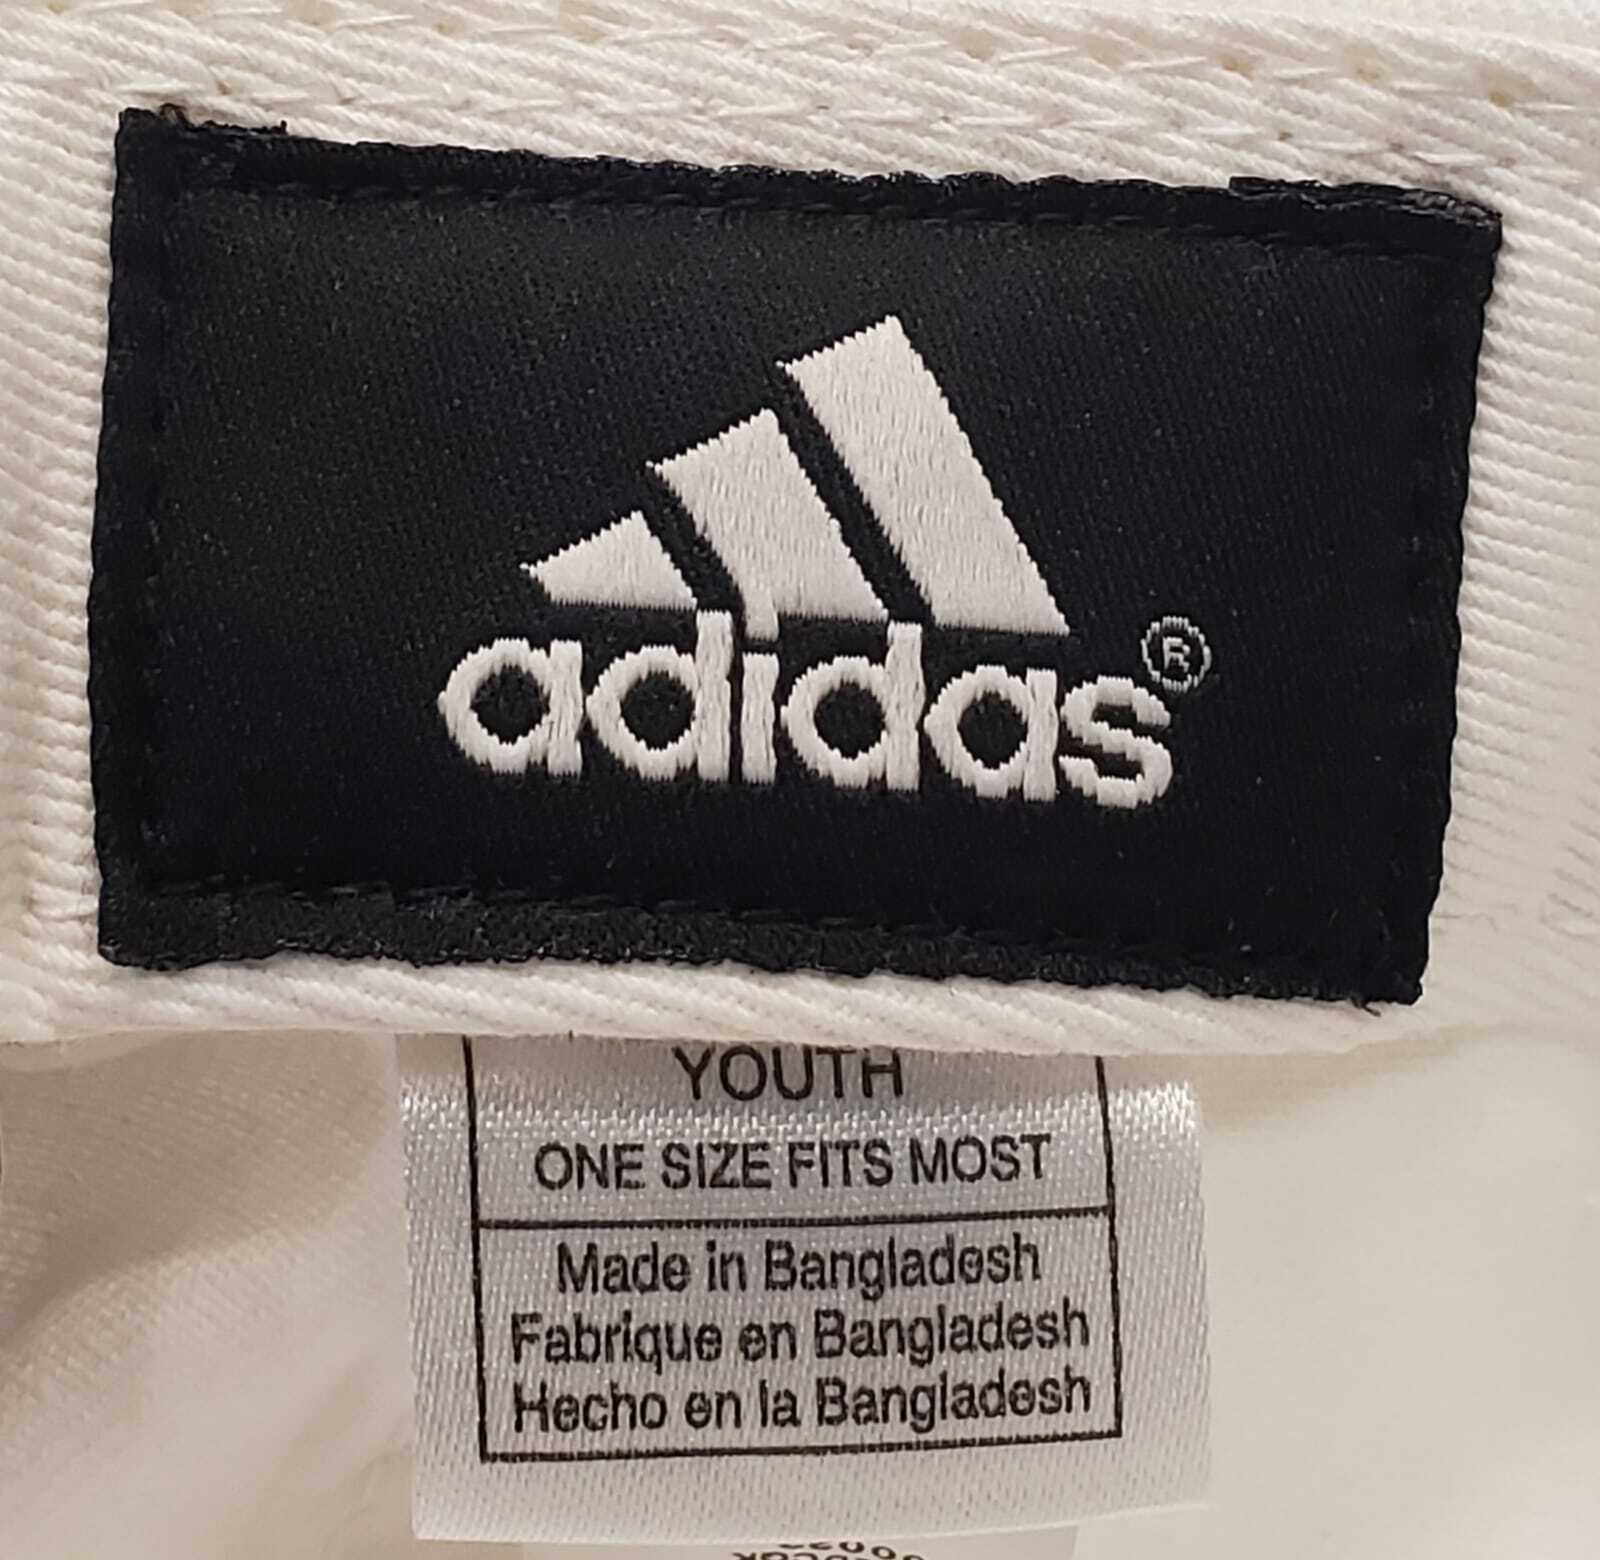 adidas®
YOUTH
ONE SIZE FITS MOST
Made in Bangladesh
Fabrique en Bangladesh
Hecho en la Bangladesh